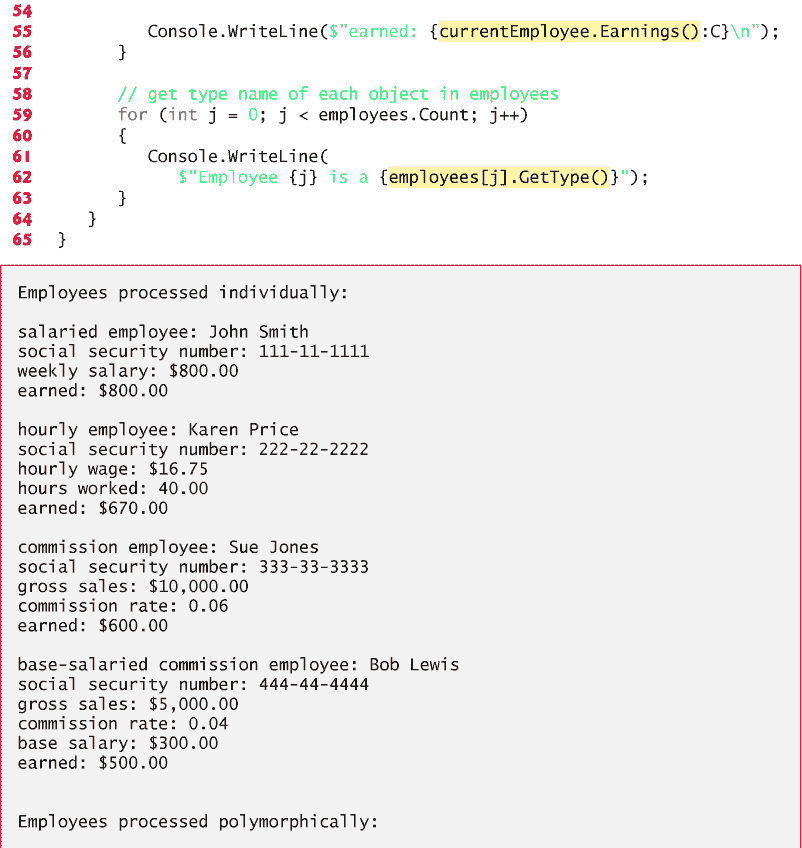 54
55 Console.WriteLine($"earned: {currentEmployee.Earnings():C}\n");
56 }
57
58 // get type name of each object in employees
59 for (int j = 0; j < employees.Count; j++)
60 {
61 Console.WriteLine(
62 $"Employee {j} is a {employees[j].GetType()}");
63 }
64 }
65 }
Employees processed individually:
salaried employee: John Smith
social security number: 111-11-1111
weekly salary: $800.00
earned: $800.00
hourly employee: Karen Price
social security number: 222-22-2222
hourly wage: $16.75
hours worked: 40.00
earned: $670.00
commission employee: Sue Jones
social security number: 333-33-3333
gross sales: $10,000.00
commission rate: 0.06
earned: $600.00
base-salaried commission employee: Bob Lewis
social security number: 444-44-4444
gross sales: $5,000.00
commission rate: 0.04
base salary: $300.00
earned: $500.00
Employees processed polymorphically: